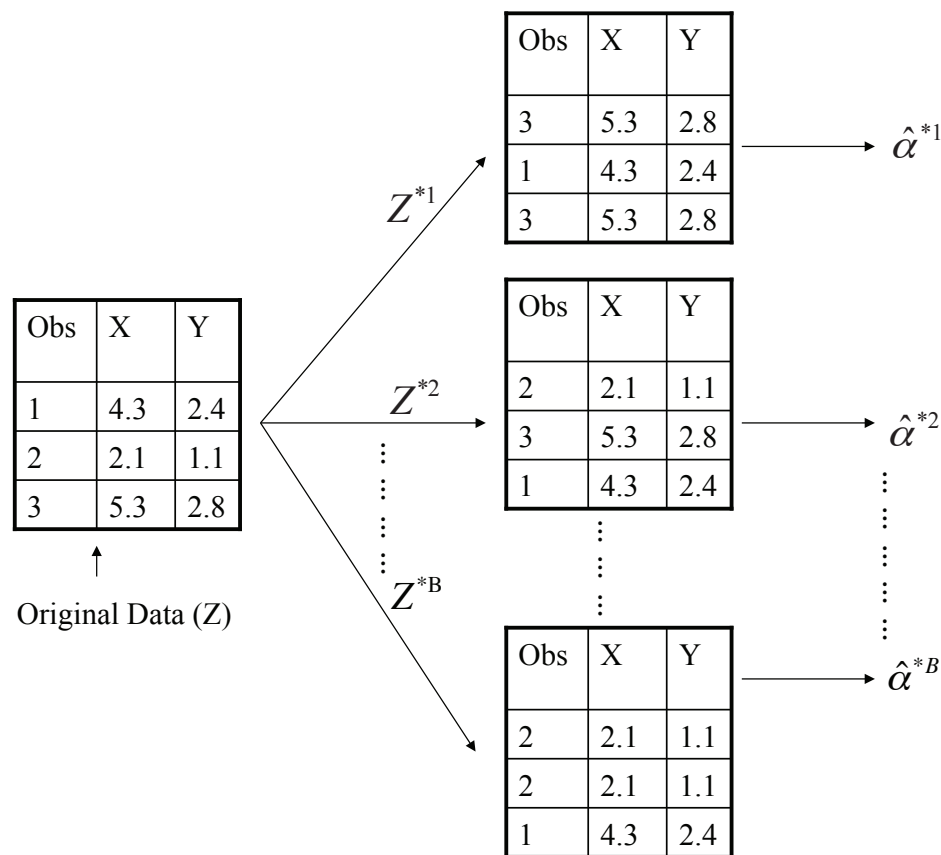 Obs X Y
3 5.3 2.8
1 4.3 2.4
3 5.3 2.8
α̂*1
Z*1
Obs X Y
1 4.3 2.4
2 2.1 1.1
3 5.3 2.8
Original Data (Z)
Z*2
Obs X Y
2 2.1 1.1
3 5.3 2.8
1 4.3 2.4
α̂*2
Z*B
Obs X Y
2 2.1 1.1
2 2.1 1.1
1 4.3 2.4
α̂*B